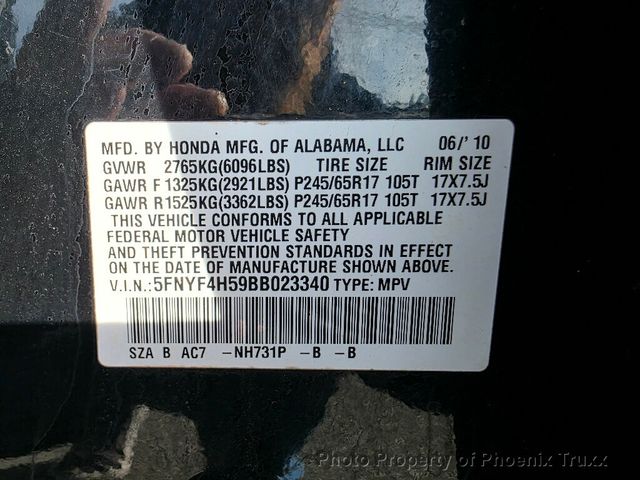 MFD. BY HONDA MFG. OF ALABAMA, LLC 06/'10
GVWR 2765KG(6096LBS) TIRE SIZE RIM SIZE
GAWR F 1325KG(2921LBS) P245/65R17 105T 17X7.5J
GAWR R1525KG(3362LBS) P245/65R17 105T 17X7.5J
THIS VEHICLE CONFORMS TO ALL APPLICABLE
FEDERAL MOTOR VEHICLE SAFETY
AND THEFT PREVENTION STANDARDS IN EFFECT
ON THE DATE OF MANUFACTURE SHOWN ABOVE.
V.I.N.:5FNYF4H59BB023340 TYPE: MPV
SZA B AC7 -NH731P -B -B
Photo Property of Phoenix Truxx